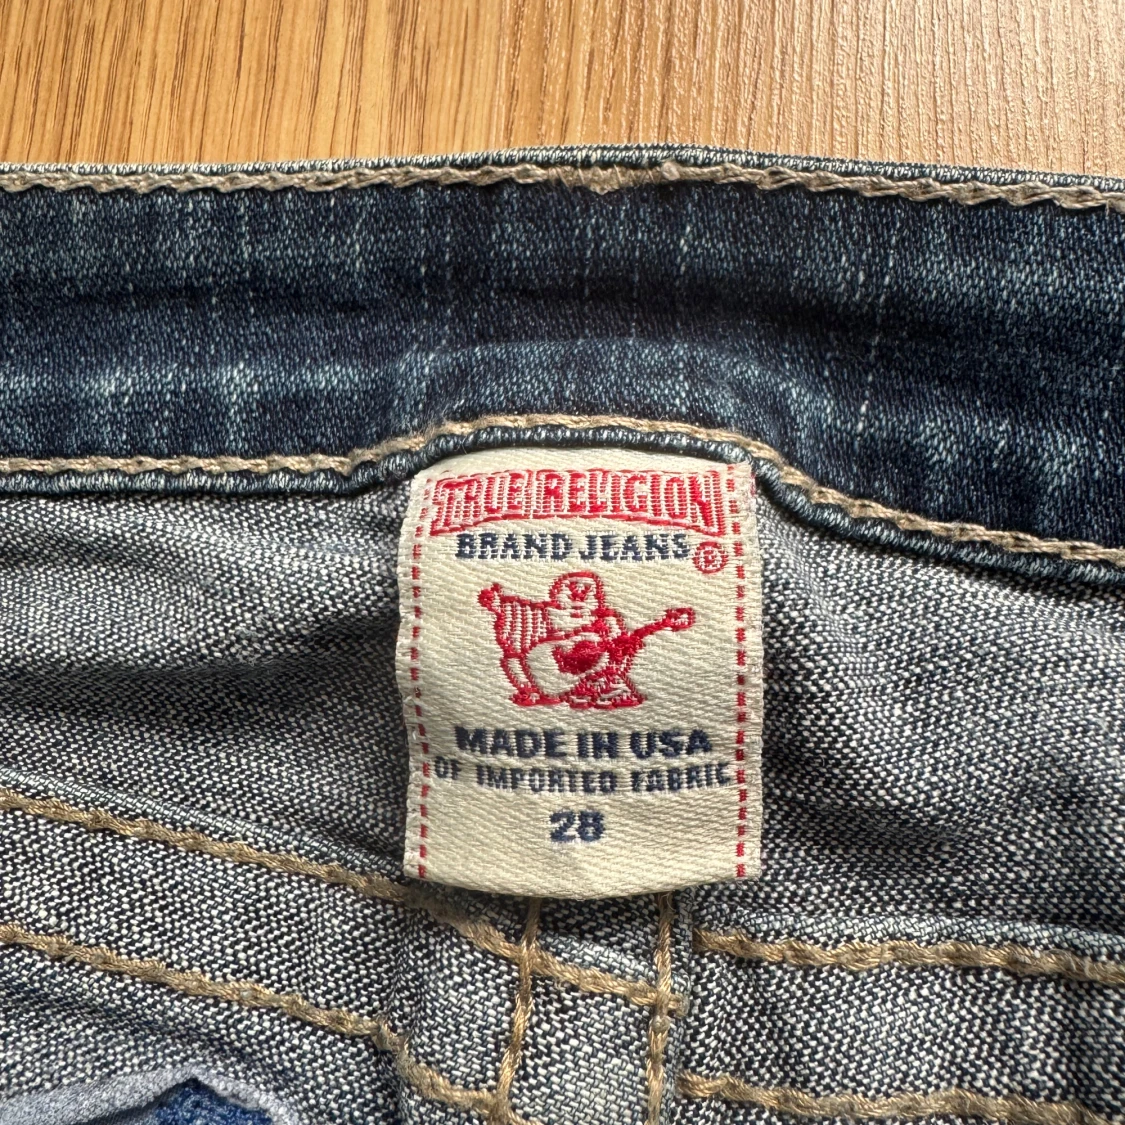 TRUE RELIGION
BRAND JEANS ®
MADE IN USA
OF IMPORTED FABRIC
28